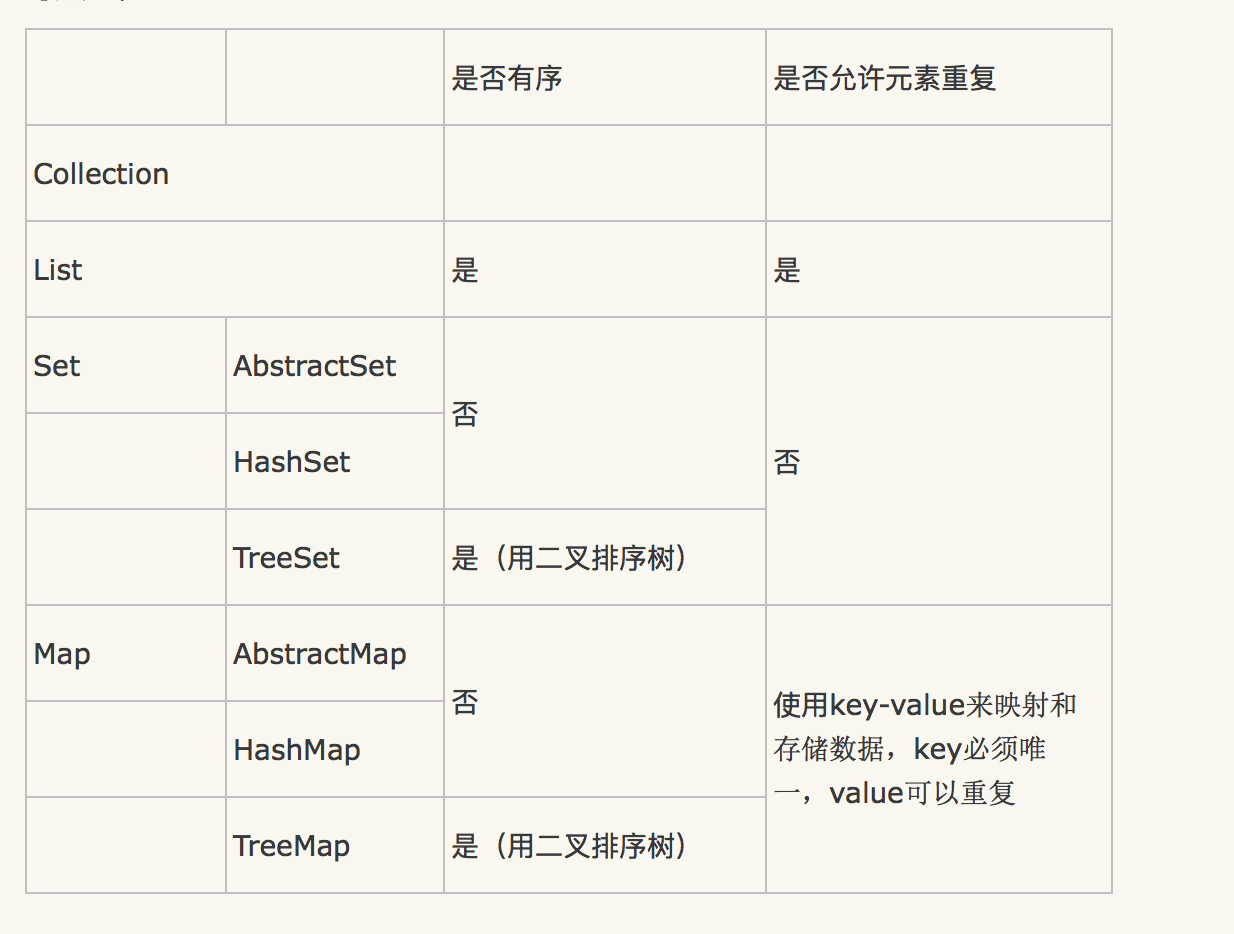 是否有序
是否允许元素重复
Collection
List
是
是
Set
AbstractSet
否
否
HashSet
TreeSet
是（用二叉排序树）
Map
AbstractMap
否
使用key-value来映射和
存储数据，key必须唯
一，value可以重复
HashMap
TreeMap
是（用二叉排序树）